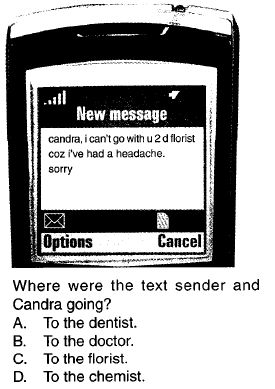 New message
candra, i can't go with u 2 d florist
coz i've had a headache.
sorry
Options Cancel
Where were the text sender and
Candra going?
A. To the dentist.
B. To the doctor.
C. To the florist.
D. To the chemist.